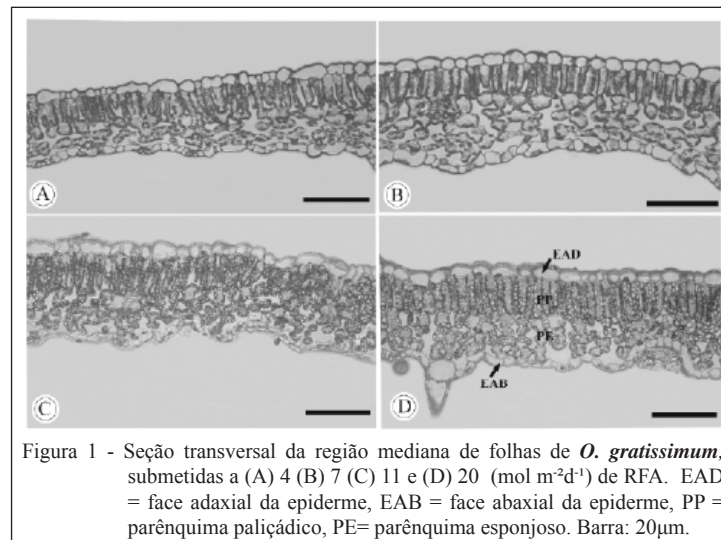 A
B
EAD
PP
PE
EAB
C
D
Figura 1 - Seção transversal da região mediana de folhas de O. gratissimum,
submetidas a (A) 4 (B) 7 (C) 11 e (D) 20 (mol m⁻²d⁻¹) de RFA. EAD
= face adaxial da epiderme, EAB = face abaxial da epiderme, PP =
parênquima paliçádico, PE= parênquima esponjoso. Barra: 20μm.